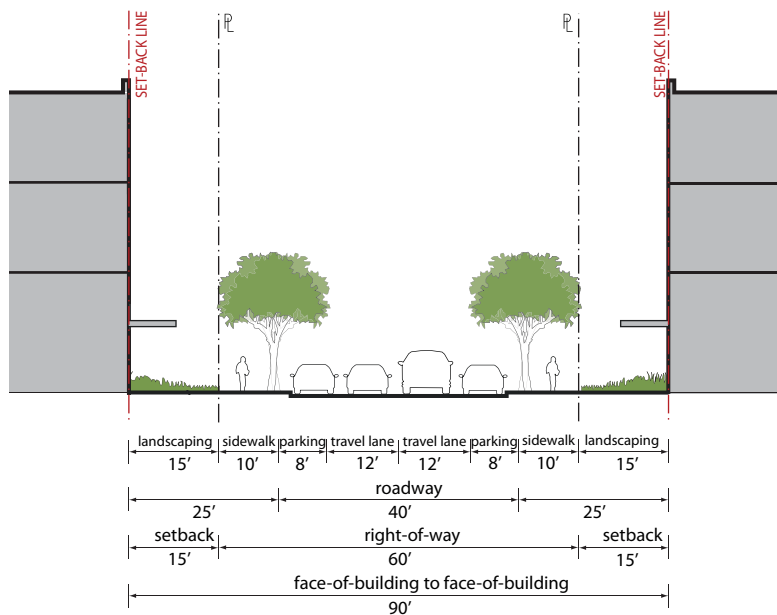 SET-BACK LINE
PL
PL
SET-BACK LINE
landscaping sidewalk parking travel lane travel lane parking sidewalk landscaping
15′ 10′ 8′ 12′ 12′ 8′ 10′ 15′
roadway
25′ 40′ 25′
setback right-of-way setback
15′ 60′ 15′
face-of-building to face-of-building
90′